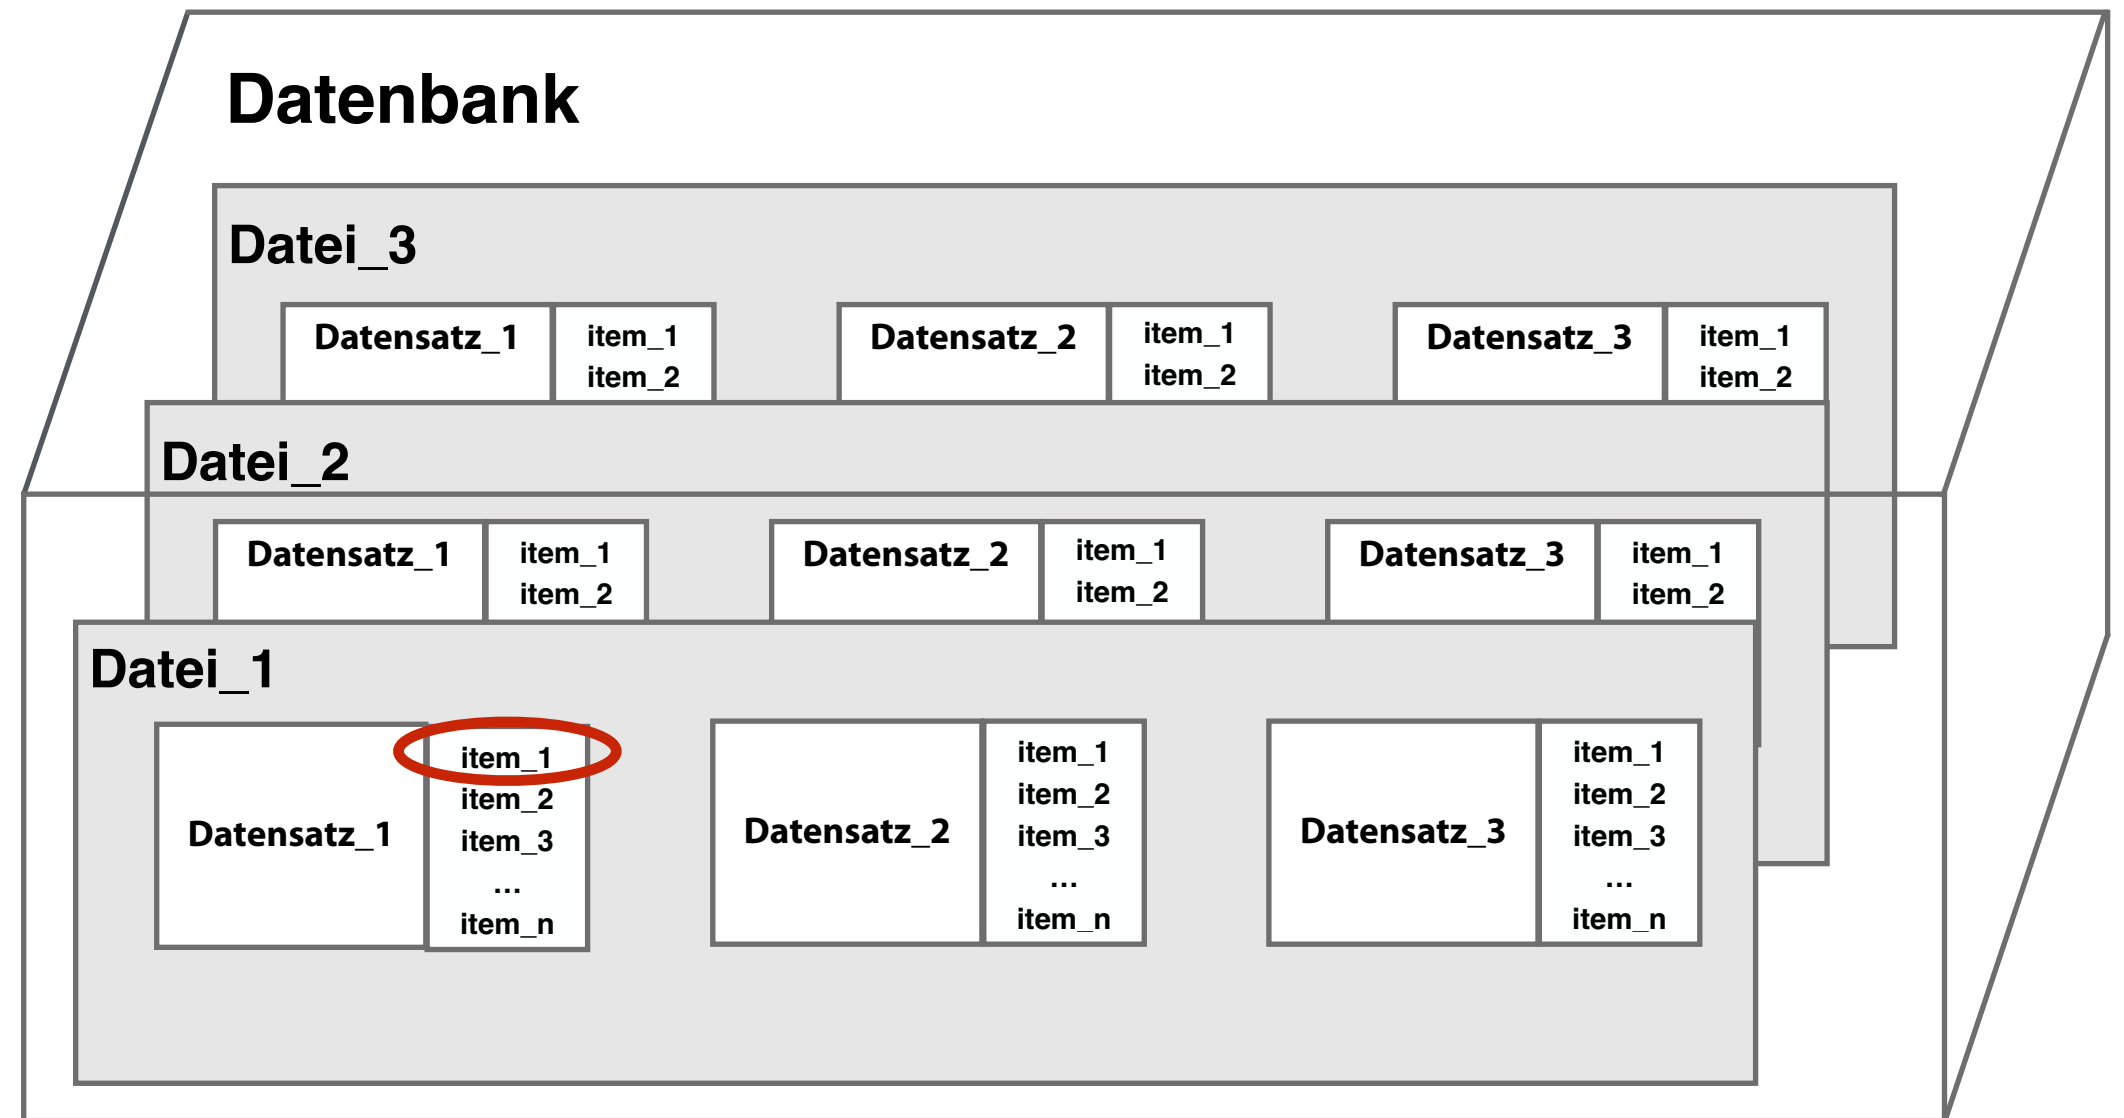 Datenbank
Datei_3
Datensatz_1
item_1
item_2
Datensatz_2
item_1
item_2
Datensatz_3
item_1
item_2
Datei_2
Datensatz_1
item_1
item_2
Datensatz_2
item_1
item_2
Datensatz_3
item_1
item_2
Datei_1
Datensatz_1
item_1
item_2
item_3
...
item_n
Datensatz_2
item_1
item_2
item_3
...
item_n
Datensatz_3
item_1
item_2
item_3
...
item_n